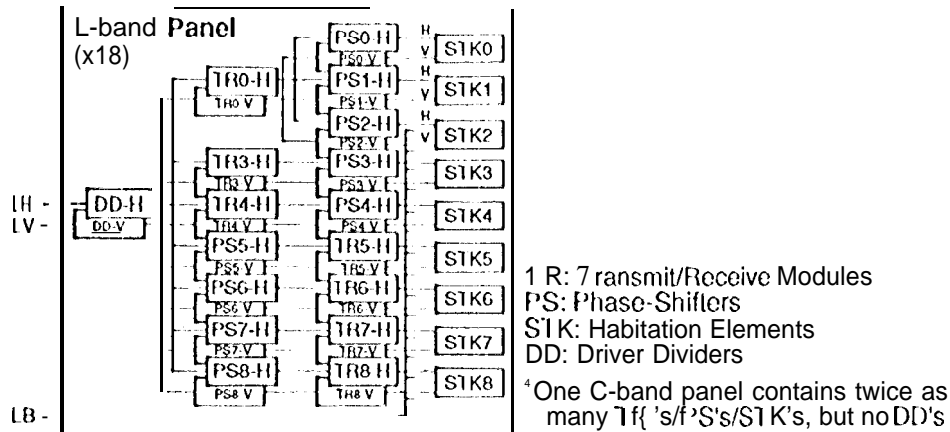 L-band Panel
(x18)
PS0-H
PS0-V
H
V
STK0
TR0-H
TR0-V
PS1-H
PS1-V
H
V
STK1
PS2-H
PS2-V
H
V
STK2
TR3-H
TR3-V
PS3-H
PS3-V
STK3
LH -
LV -
DD-H
DD-V
TR4-H
TR4-V
PS4-H
PS4-V
STK4
PS5-H
PS5-V
TR5-H
TR5-V
STK5
PS6-H
PS6-V
TR6-H
TR6-V
STK6
PS7-H
PS7-V
TR7-H
TR7-V
STK7
PS8-H
PS8-V
TR8-H
TR8-V
STK8
LB -
TR: Transmit/Receive Modules
PS: Phase-Shifters
STK: Habitation Elements
DD: Driver Dividers
4 One C-band panel contains twice as
many TR's/PS's/STK's, but no DD's